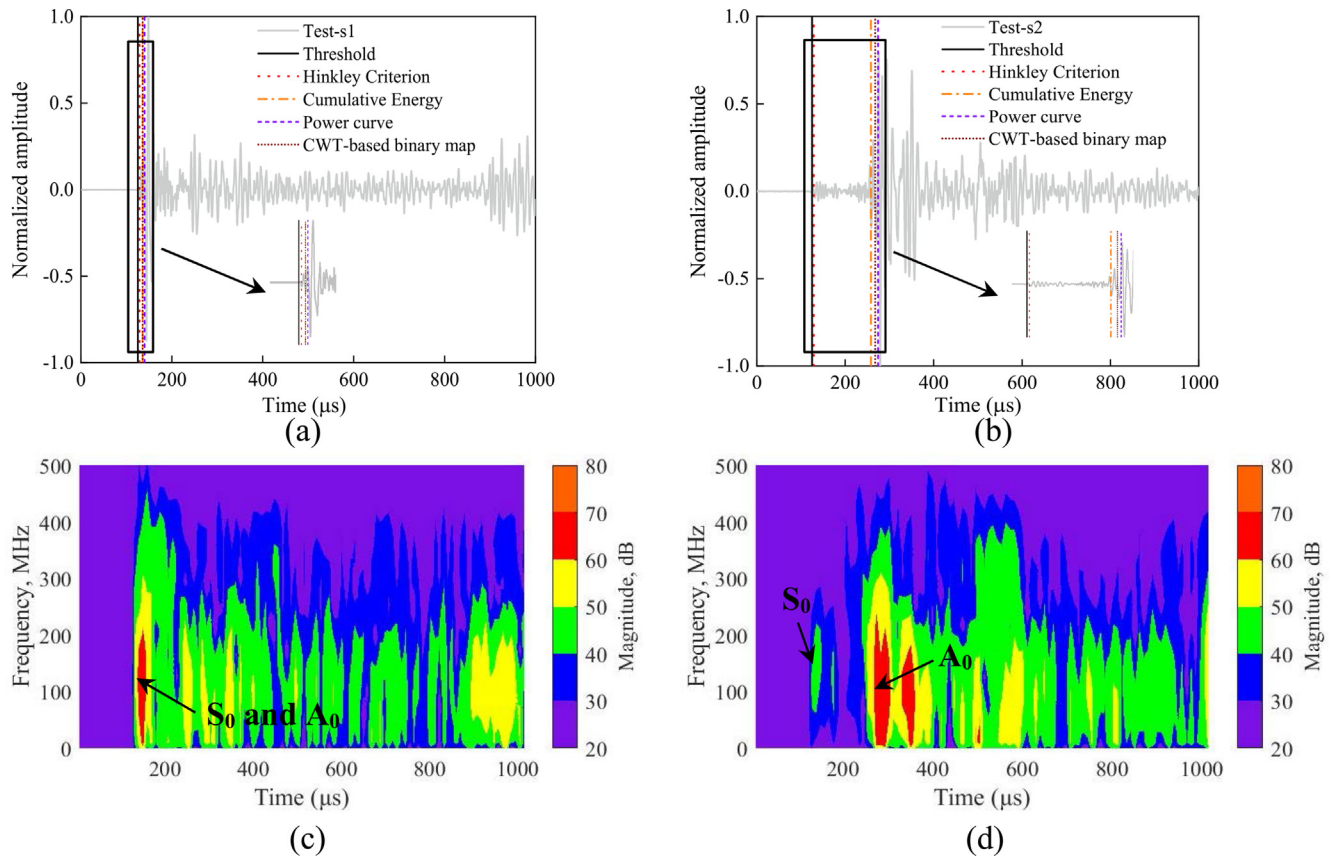 1.0
0.5
0.0
-0.5
-1.0
Normalized amplitude
Test-s1
Threshold
Hinkley Criterion
Cumulative Energy
Power curve
CWT-based binary map
0 200 400 600 800 1000
Time (μs)
(a)
1.0
0.5
0.0
-0.5
-1.0
Normalized amplitude
Test-s2
Threshold
Hinkley Criterion
Cumulative Energy
Power curve
CWT-based binary map
0 200 400 600 800 1000
Time (μs)
(b)
500
400
300
200
100
0
Frequency, MHz
S₀ and A₀
200 400 600 800 1000
Time (μs)
80
70
60
50
40
30
20
Magnitude, dB
(c)
500
400
300
200
100
0
Frequency, MHz
S₀
A₀
200 400 600 800 1000
Time (μs)
80
70
60
50
40
30
20
Magnitude, dB
(d)